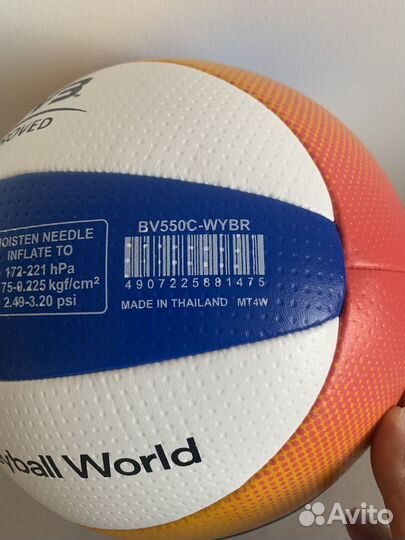 OVED
BV550C-WYBR
4907225881475
MADE IN THAILAND MT4W
OISTEN NEEDLE
INFLATE TO
172-221 hPa
75-0.225 kgf/cm²
2.49-3.20 psi
yball World
Avito